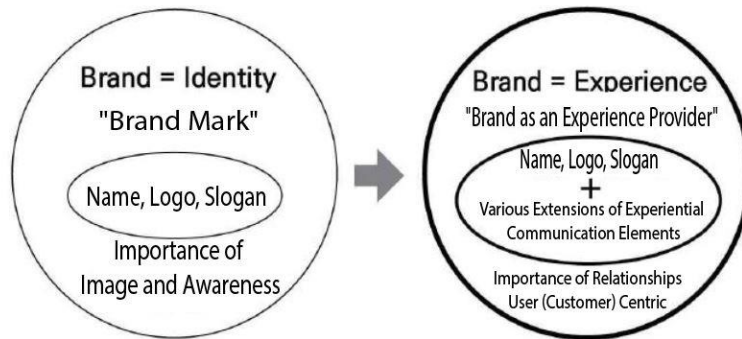 Brand = Identity
"Brand Mark"
Name, Logo, Slogan
Importance of
Image and Awareness
Brand = Experience
"Brand as an Experience Provider"
Name, Logo, Slogan
+
Various Extensions of Experiential
Communication Elements
Importance of Relationships
User (Customer) Centric